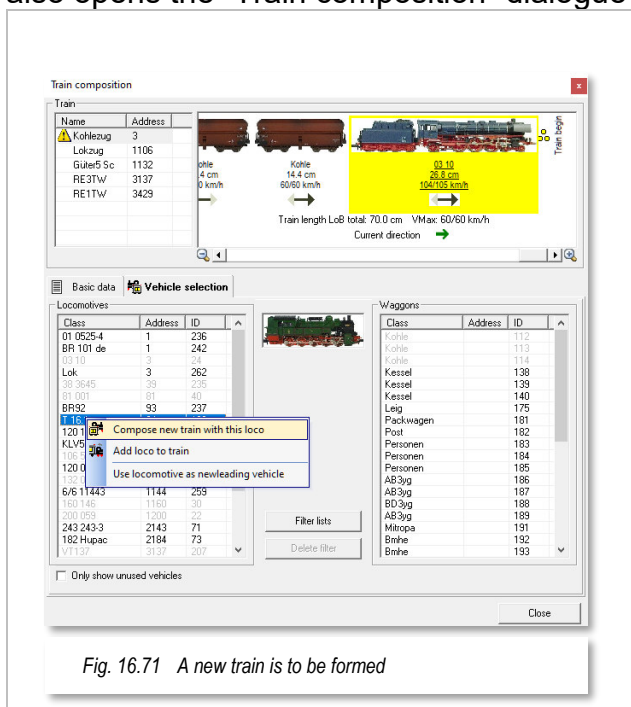 also opens the "Train composition" dialogue
Train composition
x
Train
Name Address
Kohlezug 3
Lokzug 1106
Güter5 Sc 1132
RE3TW 3137
RE1TW 3429
Kohle 03 10
14.4 cm 26.8 cm
60/60 km/h 104/105 km/h
Train begin
Train length LoB total: 70.0 cm VMax: 60/60 km/h
Current direction
Basic data Vehicle selection
Locomotives
Class Address ID
01 0525-4 1 236
BR 101 de 1 242
03 10 3 24
Lok 3 262
38 3645 39 235
81 001 81 40
BR92 93 237
T 16.
120 1
KLV5
106 5
120 0
132 0
6/6 11443 1144 259
160 146 1160 30
200 059 1200 22
243 243-3 2143 71
182 Hupac 2184 73
VT137 3137 207
Compose new train with this loco
Add loco to train
Use locomotive as newleading vehicle
Only show unused vehicles
Filter lists
Delete filter
Waggons
Class Address ID
Kohle 112
Kohle 113
Kohle 114
Kessel 138
Kessel 139
Kessel 140
Leig 175
Packwagen 181
Post 182
Personen 183
Personen 184
Personen 185
AB3yg 186
AB3yg 187
BD3yg 188
AB3yg 189
Mitropa 191
Bmhe 192
Bmhe 193
Close
Fig. 16.71 A new train is to be formed